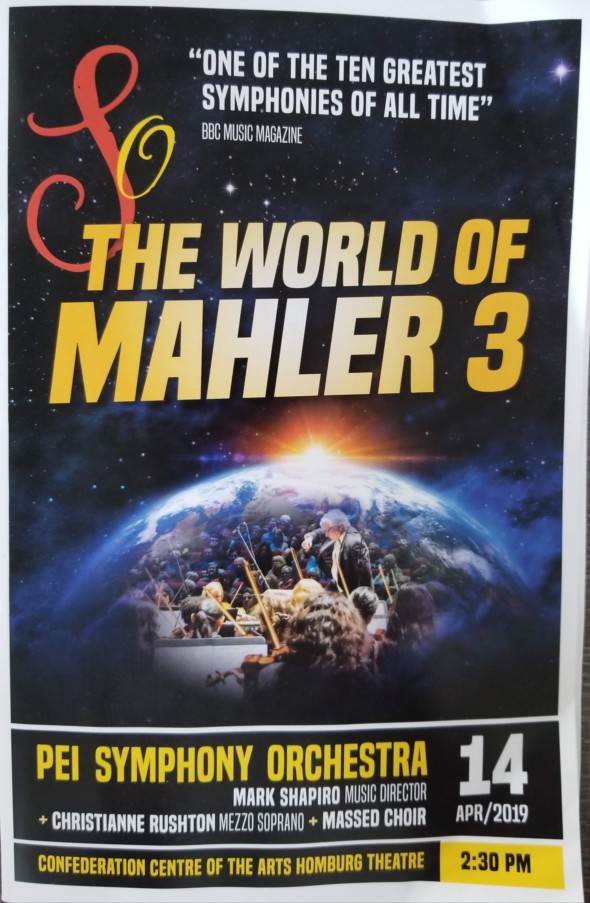 So
“ONE OF THE TEN GREATEST
SYMPHONIES OF ALL TIME”
BBC MUSIC MAGAZINE
THE WORLD OF
MAHLER 3
PEI SYMPHONY ORCHESTRA
MARK SHAPIRO MUSIC DIRECTOR
+ CHRISTIANNE RUSHTON MEZZO SOPRANO + MASSED CHOIR
14
APR/2019
CONFEDERATION CENTRE OF THE ARTS HOMBURG THEATRE
2:30 PM